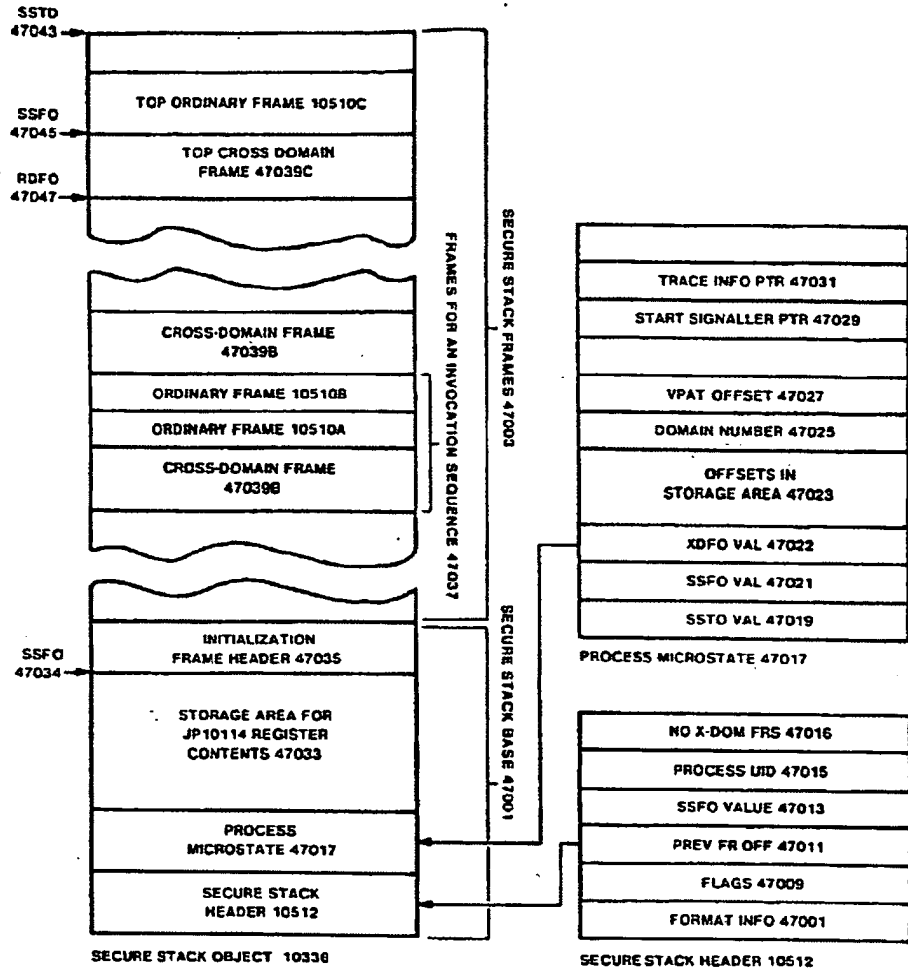 SSTD
47043
TOP ORDINARY FRAME 10510C
SSFO
47045
TOP CROSS DOMAIN
FRAME 47039C
RDFO
47047
CROSS-DOMAIN FRAME
47039B
ORDINARY FRAME 10510B
ORDINARY FRAME 10510A
CROSS-DOMAIN FRAME
47039B
FRAMES FOR AN INVOCATION SEQUENCE 47037
SECURE STACK FRAMES 47003
INITIALIZATION
FRAME HEADER 47035
SSFO
47034
STORAGE AREA FOR
JP10114 REGISTER
CONTENTS 47033
PROCESS
MICROSTATE 47017
SECURE STACK
HEADER 10512
SECURE STACK BASE 47001
SECURE STACK OBJECT 10336
TRACE INFO PTR 47031
START SIGNALLER PTR 47029
VPAT OFFSET 47027
DOMAIN NUMBER 47025
OFFSETS IN
STORAGE AREA 47023
XDFO VAL 47022
SSFO VAL 47021
SSTO VAL 47019
PROCESS MICROSTATE 47017
NO X-DOM FRS 47016
PROCESS UID 47015
SSFO VALUE 47013
PREV FR OFF 47011
FLAGS 47009
FORMAT INFO 47001
SECURE STACK HEADER 10512